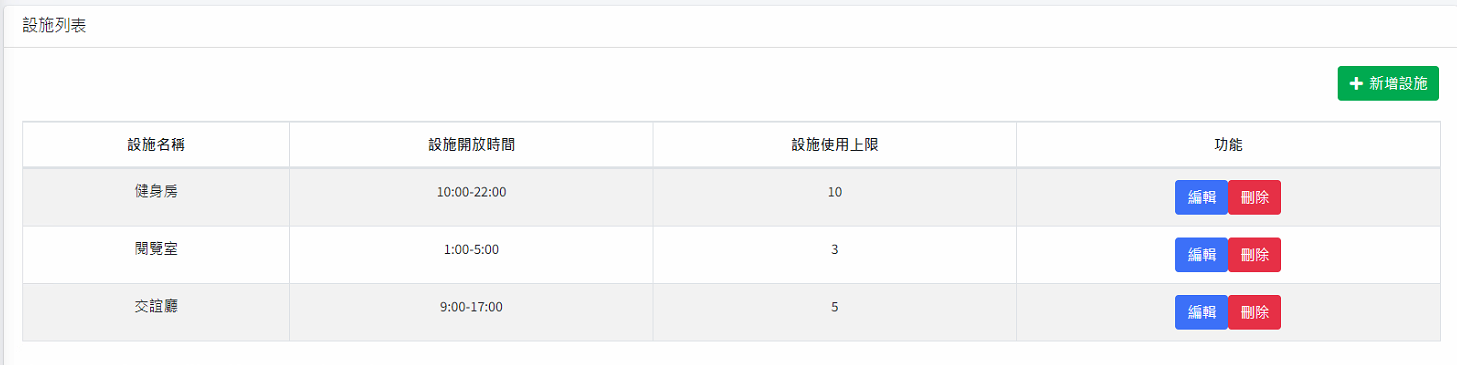 設施列表
新增設施
設施名稱 設施開放時間 設施使用上限 功能
健身房 10:00-22:00 10 編輯 刪除
閱覽室 1:00-5:00 3 編輯 刪除
交誼廳 9:00-17:00 5 編輯 刪除